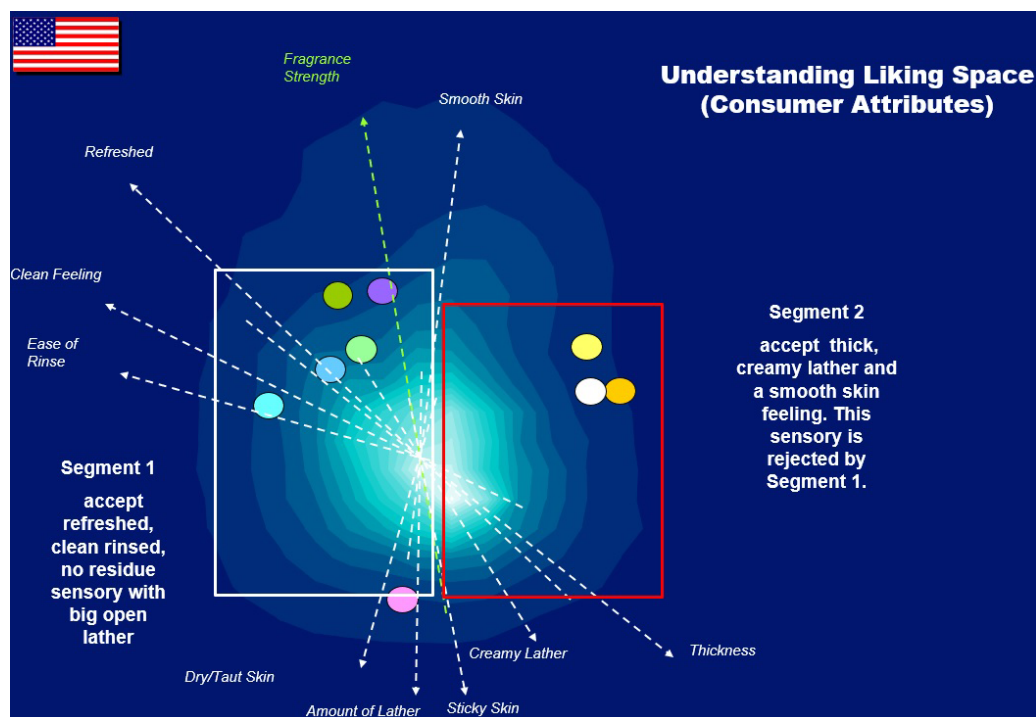 Understanding Liking Space
(Consumer Attributes)
Fragrance
Strength
Smooth Skin
Refreshed
Clean Feeling
Ease of
Rinse
Segment 1
accept
refreshed,
clean rinsed,
no residue
sensory with
big open
lather
Segment 2
accept thick,
creamy lather and
a smooth skin
feeling. This
sensory is
rejected by
Segment 1.
Dry/Taut Skin
Amount of Lather
Sticky Skin
Creamy Lather
Thickness